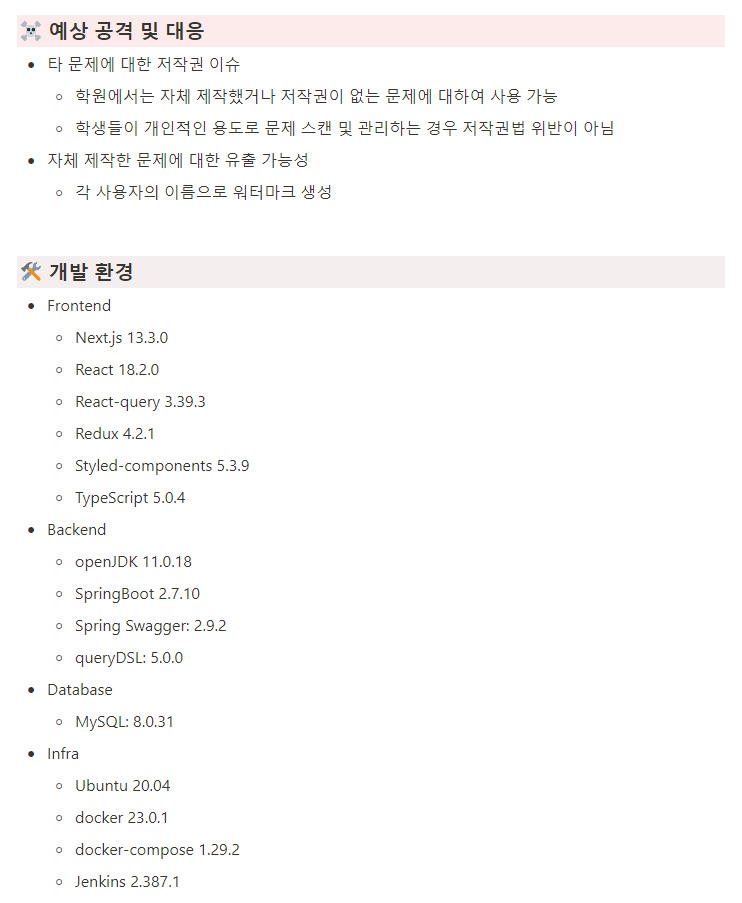 예상 공격 및 대응
타 문제에 대한 저작권 이슈
학원에서는 자체 제작했거나 저작권이 없는 문제에 대하여 사용 가능
학생들이 개인적인 용도로 문제 스캔 및 관리하는 경우 저작권법 위반이 아님
자체 제작한 문제에 대한 유출 가능성
각 사용자의 이름으로 워터마크 생성
개발 환경
Frontend
Next.js 13.3.0
React 18.2.0
React-query 3.39.3
Redux 4.2.1
Styled-components 5.3.9
TypeScript 5.0.4
Backend
openJDK 11.0.18
SpringBoot 2.7.10
Spring Swagger: 2.9.2
queryDSL: 5.0.0
Database
MySQL: 8.0.31
Infra
Ubuntu 20.04
docker 23.0.1
docker-compose 1.29.2
Jenkins 2.387.1